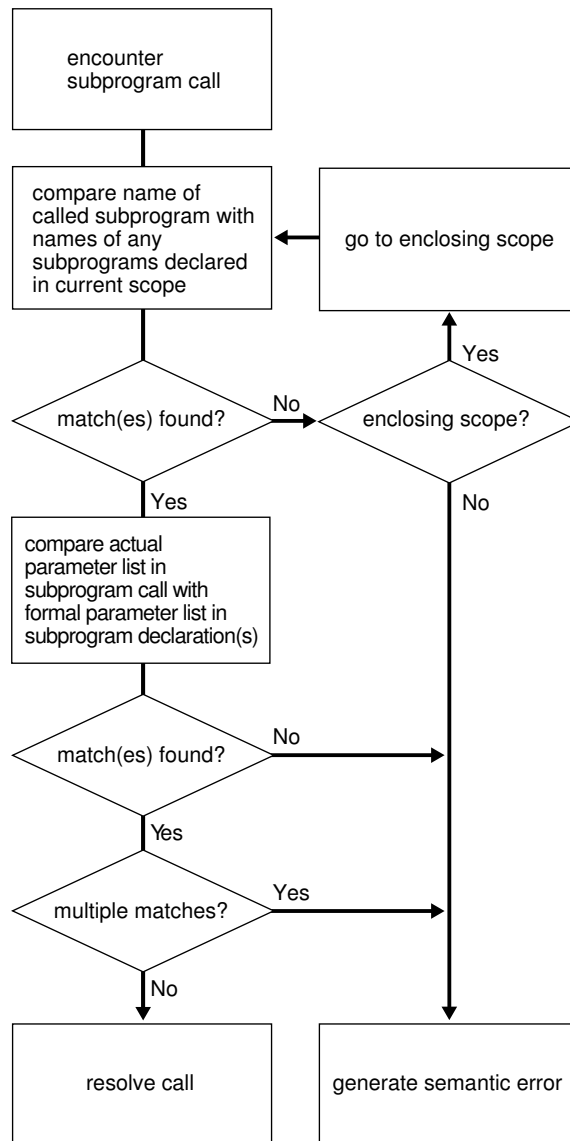 encounter
subprogram call
compare name of
called subprogram with
names of any
subprograms declared
in current scope
go to enclosing scope
Yes
match(es) found?
No
enclosing scope?
Yes
No
compare actual
parameter list in
subprogram call with
formal parameter list in
subprogram declaration(s)
match(es) found?
No
Yes
multiple matches?
Yes
No
resolve call
generate semantic error